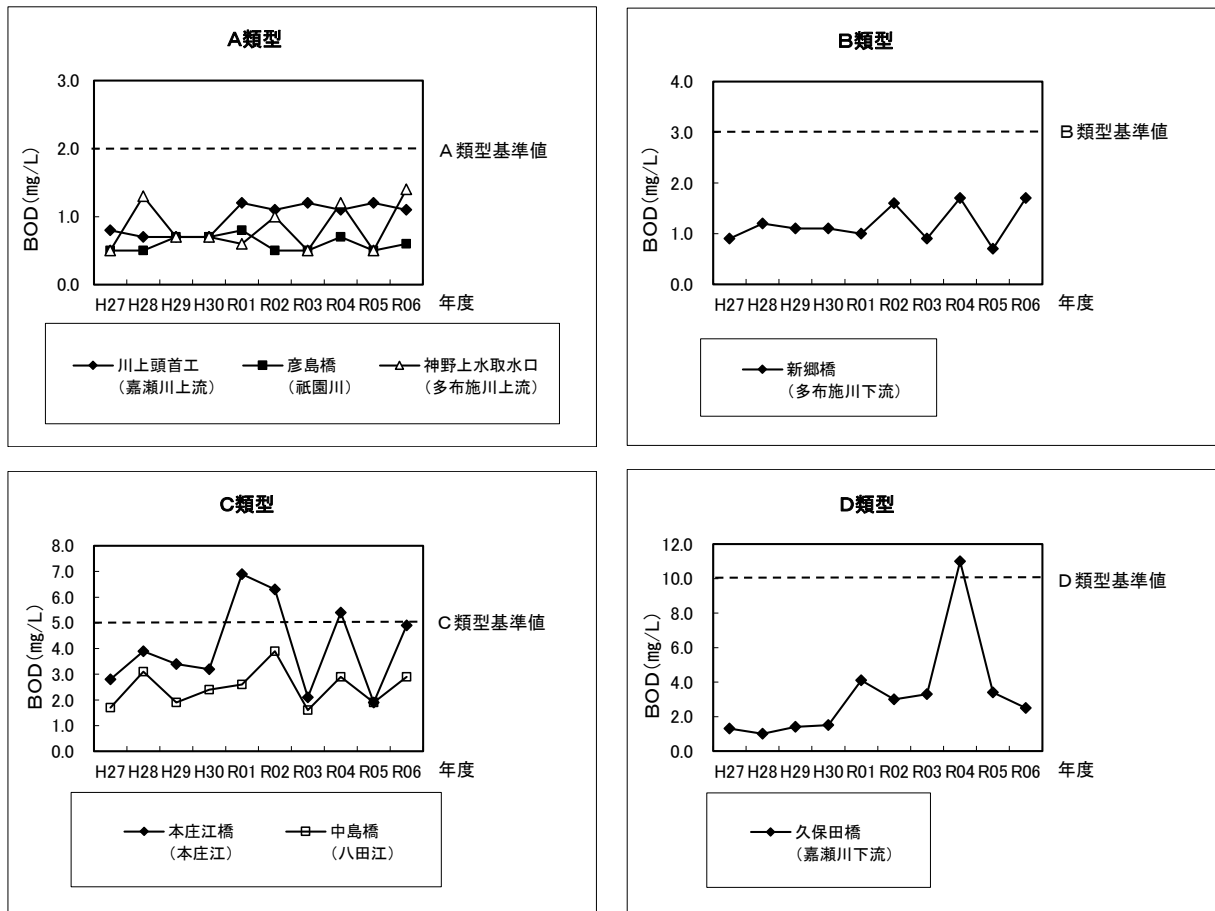 A類型
3.0
2.0
1.0
0.0
BOD(mg/L)
A類型基準値
H27 H28 H29 H30 R01 R02 R03 R04 R05 R06
年度
川上頭首工
(嘉瀬川上流)
彦島橋
(祇園川)
神野上水取水口
(多布施川上流)
B類型
4.0
3.0
2.0
1.0
0.0
BOD(mg/L)
B類型基準値
H27 H28 H29 H30 R01 R02 R03 R04 R05 R06
年度
新郷橋
(多布施川下流)
C類型
8.0
7.0
6.0
5.0
4.0
3.0
2.0
1.0
0.0
BOD(mg/L)
C類型基準値
H27 H28 H29 H30 R01 R02 R03 R04 R05 R06
年度
本庄江橋
(本庄江)
中島橋
(八田江)
D類型
12.0
10.0
8.0
6.0
4.0
2.0
0.0
BOD(mg/L)
D類型基準値
H27 H28 H29 H30 R01 R02 R03 R04 R05 R06
年度
久保田橋
(嘉瀬川下流)